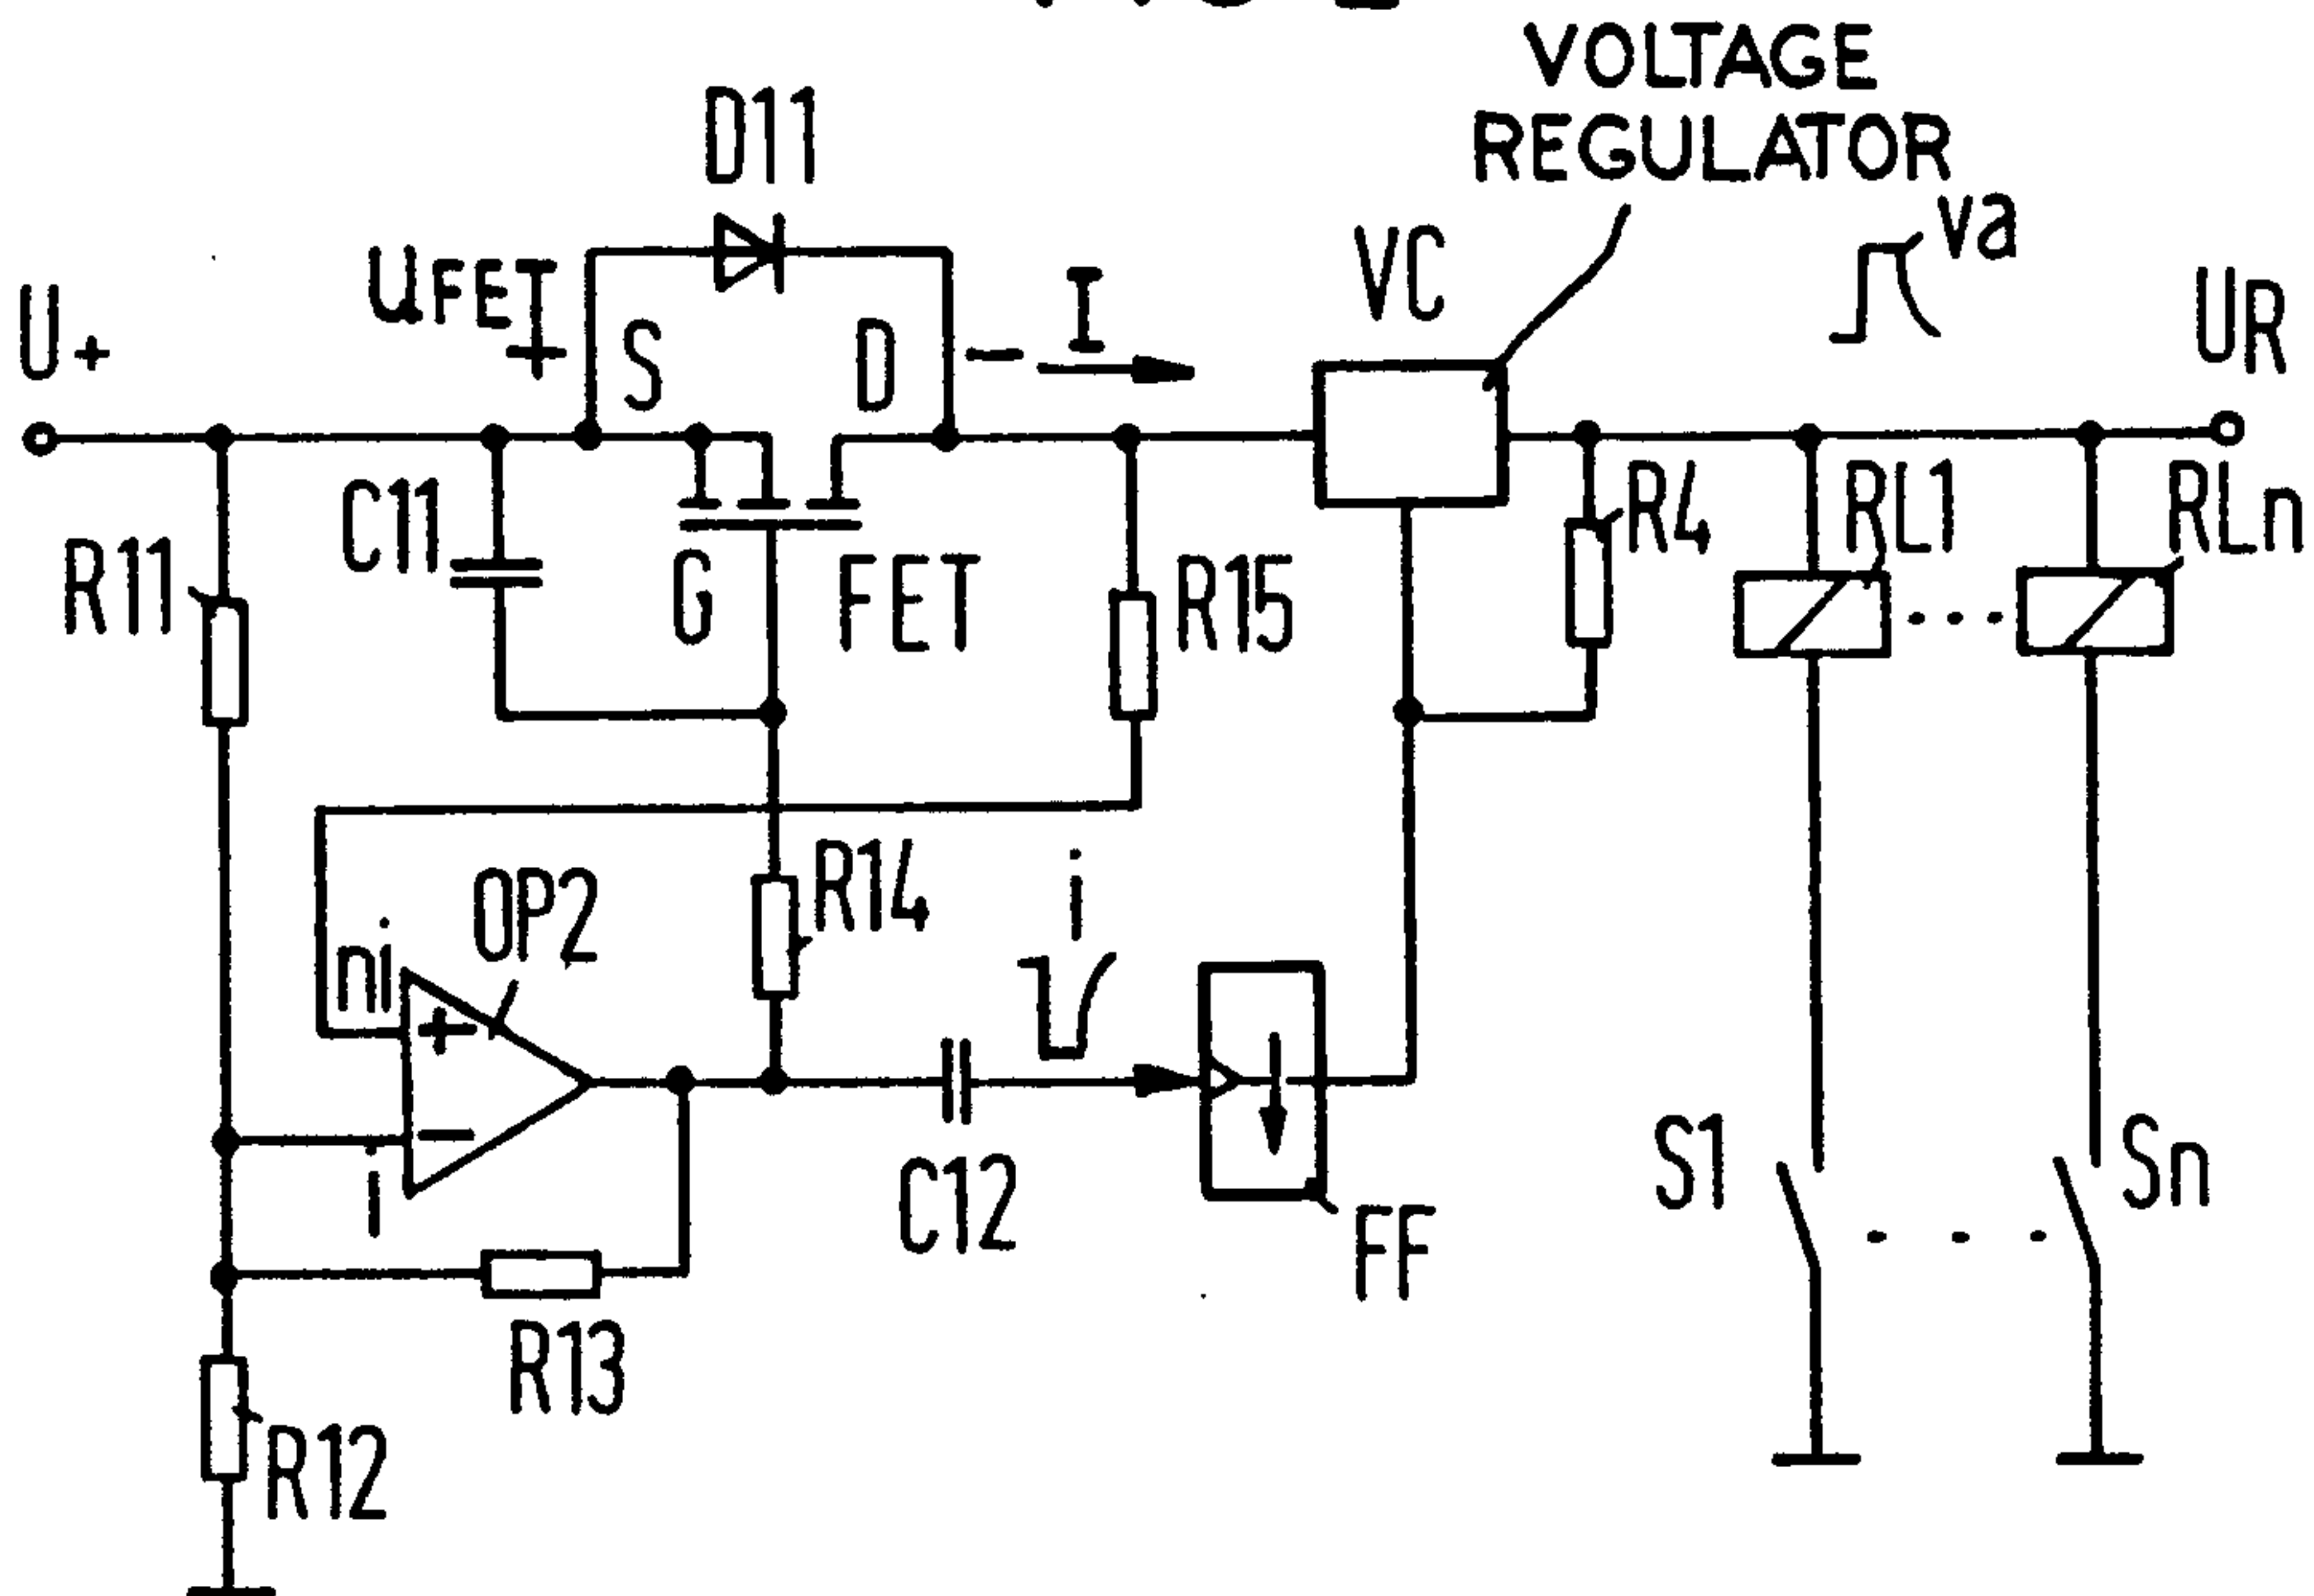 VOLTAGE
REGULATOR
D11
va
VC
UFET
I
U+
UR
+
S
D
-
C11
R4
RL1
RLn
R11
G
FET
R15
R14
i
OP2
ni
+
-
i
C12
S1
Sn
FF
R13
R12